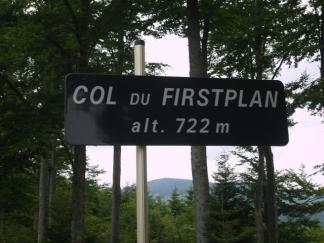 COL DU FIRSTPLAN
alt. 722 m